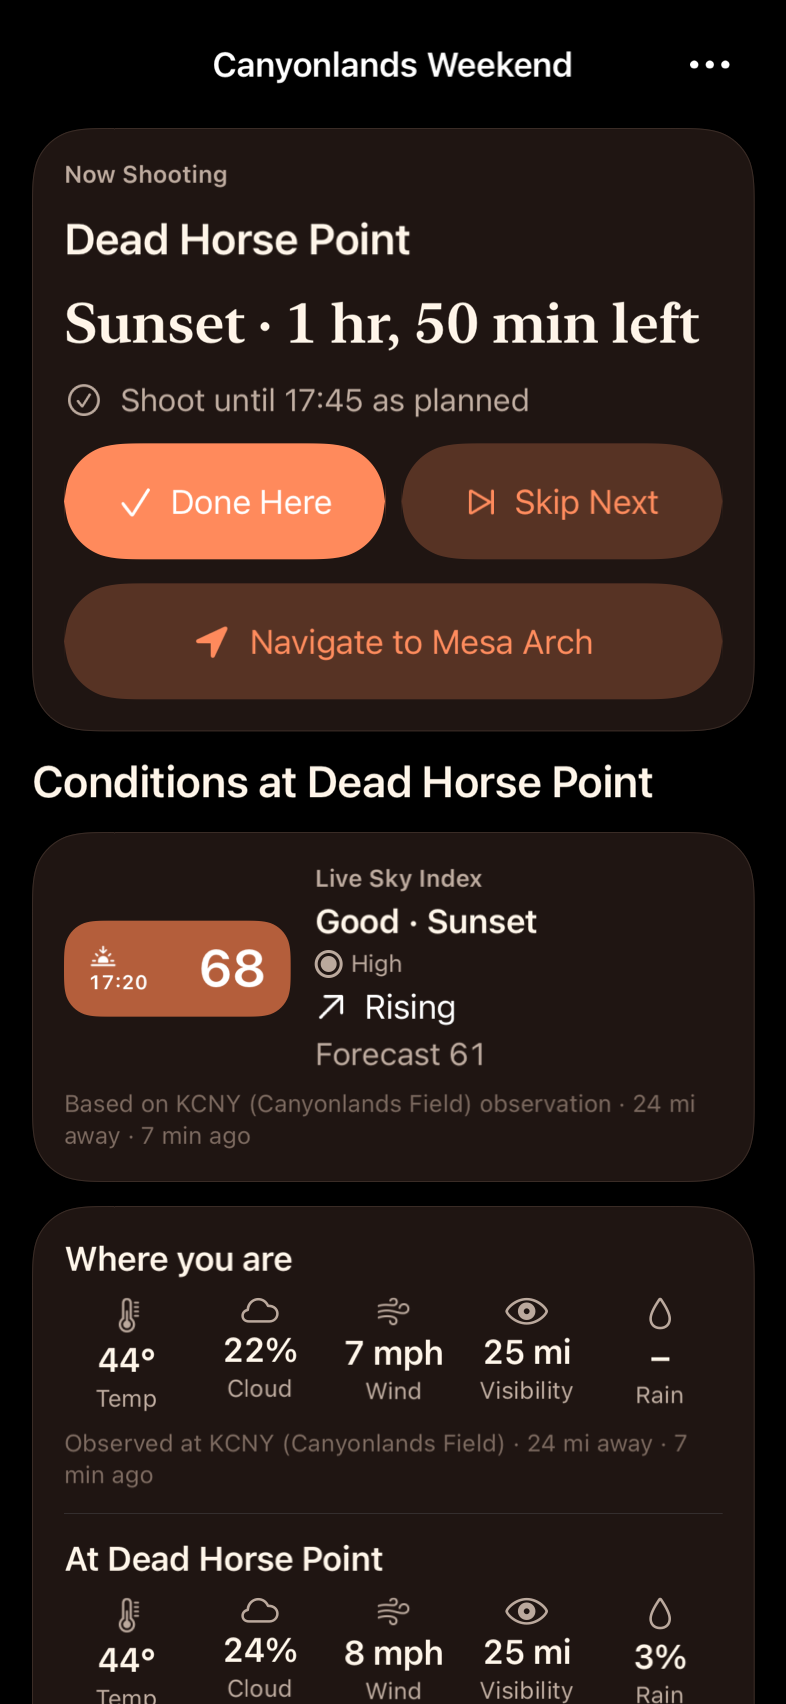 Canyonlands Weekend
Now Shooting
Dead Horse Point
Sunset · 1 hr, 50 min left
Shoot until 17:45 as planned
Done Here
Skip Next
Navigate to Mesa Arch
Conditions at Dead Horse Point
17:20
68
Live Sky Index
Good · Sunset
High
Rising
Forecast 61
Based on KCNY (Canyonlands Field) observation · 24 mi
away · 7 min ago
Where you are
44° 22% 7 mph 25 mi –
Temp Cloud Wind Visibility Rain
Observed at KCNY (Canyonlands Field) · 24 mi away · 7
min ago
At Dead Horse Point
44° 24% 8 mph 25 mi 3%
Temp Cloud Wind Visibility Rain